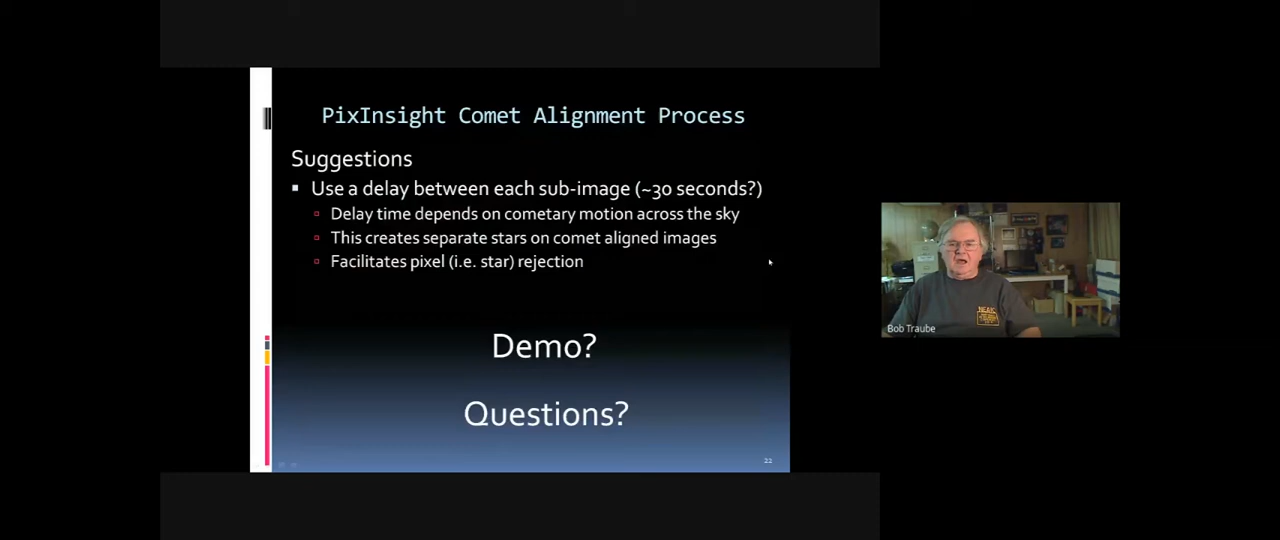 PixInsight Comet Alignment Process
Suggestions
Use a delay between each sub-image (~30 seconds?)
Delay time depends on cometary motion across the sky
This creates separate stars on comet aligned images
Facilitates pixel (i.e. star) rejection
Demo?
Questions?
22
NEAIC
Bob Traube